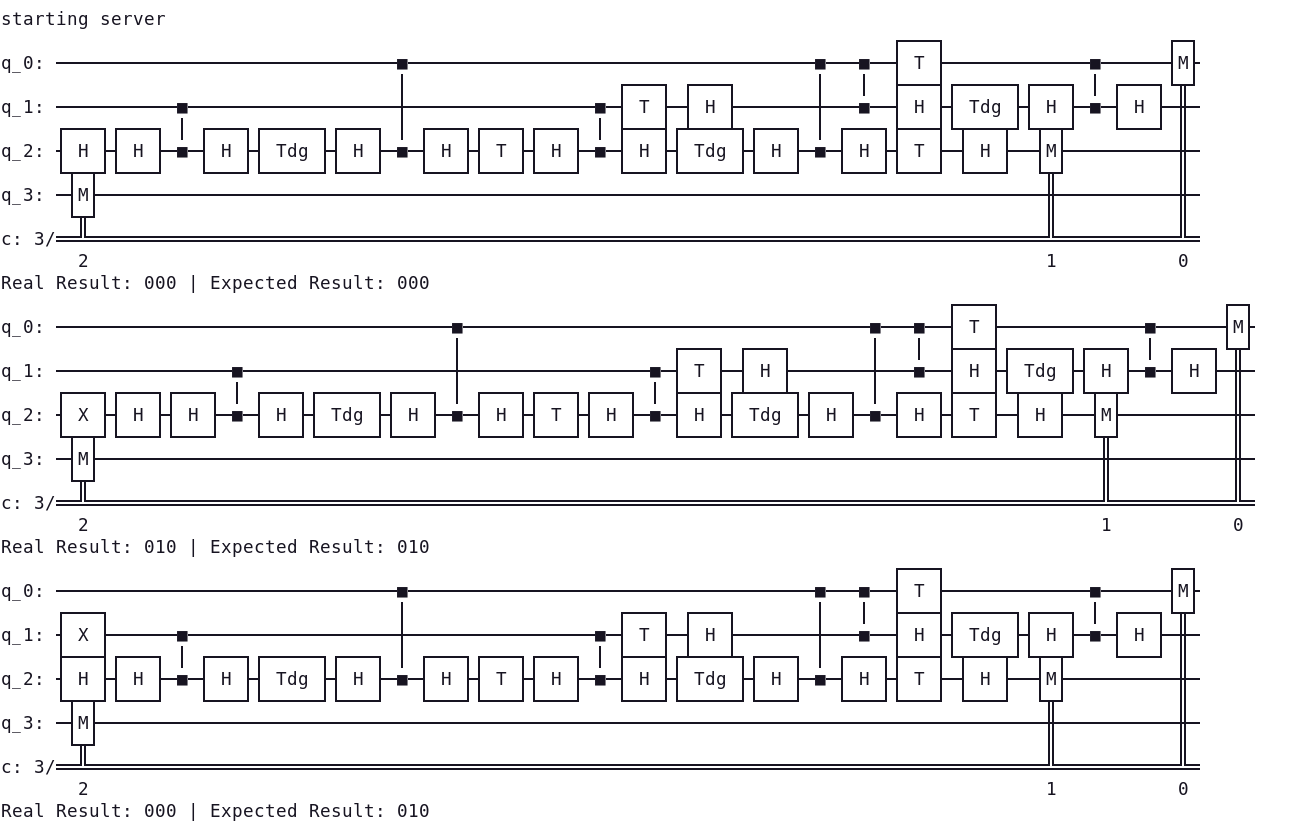 starting server
q_0: T M
q_1: T H H Tdg H H
q_2: H H H Tdg H H T H H Tdg H H T H M
q_3: M
c: 3/
2 1 0
Real Result: 000 | Expected Result: 000
q_0: T M
q_1: T H H Tdg H H
q_2: X H H H Tdg H H T H H Tdg H H T H M
q_3: M
c: 3/
2 1 0
Real Result: 010 | Expected Result: 010
q_0: T M
q_1: X T H H Tdg H H
q_2: H H H Tdg H H T H H Tdg H H T H M
q_3: M
c: 3/
2 1 0
Real Result: 000 | Expected Result: 010